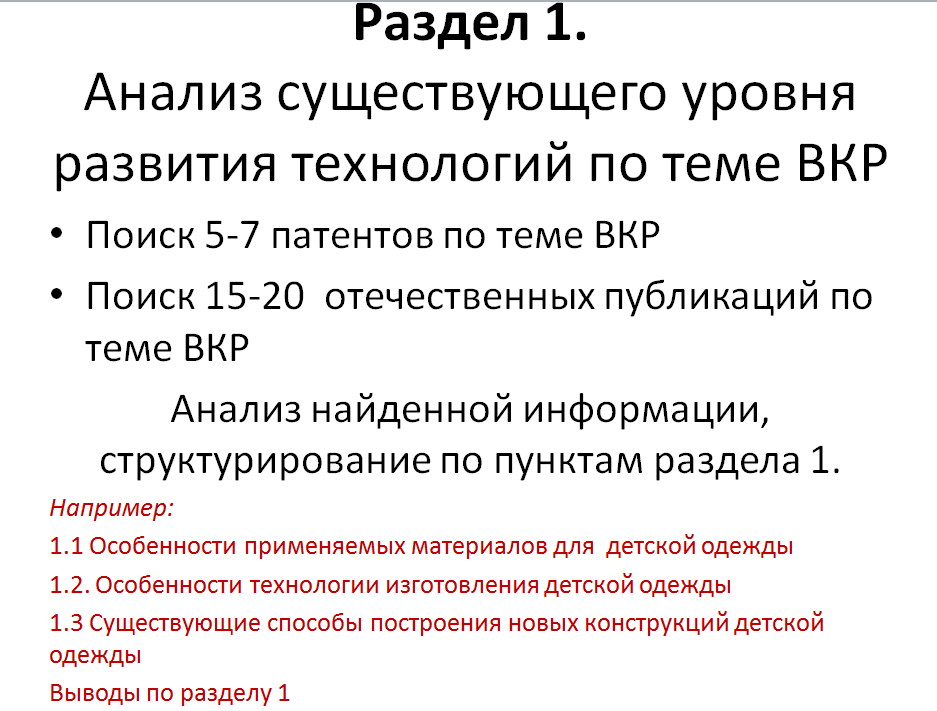 Раздел 1.
Анализ существующего уровня
развития технологий по теме ВКР
• Поиск 5-7 патентов по теме ВКР
• Поиск 15-20  отечественных публикаций по
теме ВКР
Анализ найденной информации,
структурирование по пунктам раздела 1.
Например:
1.1 Особенности применяемых материалов для  детской одежды
1.2. Особенности технологии изготовления детской одежды
1.3 Существующие способы построения новых конструкций детской
одежды
Выводы по разделу 1